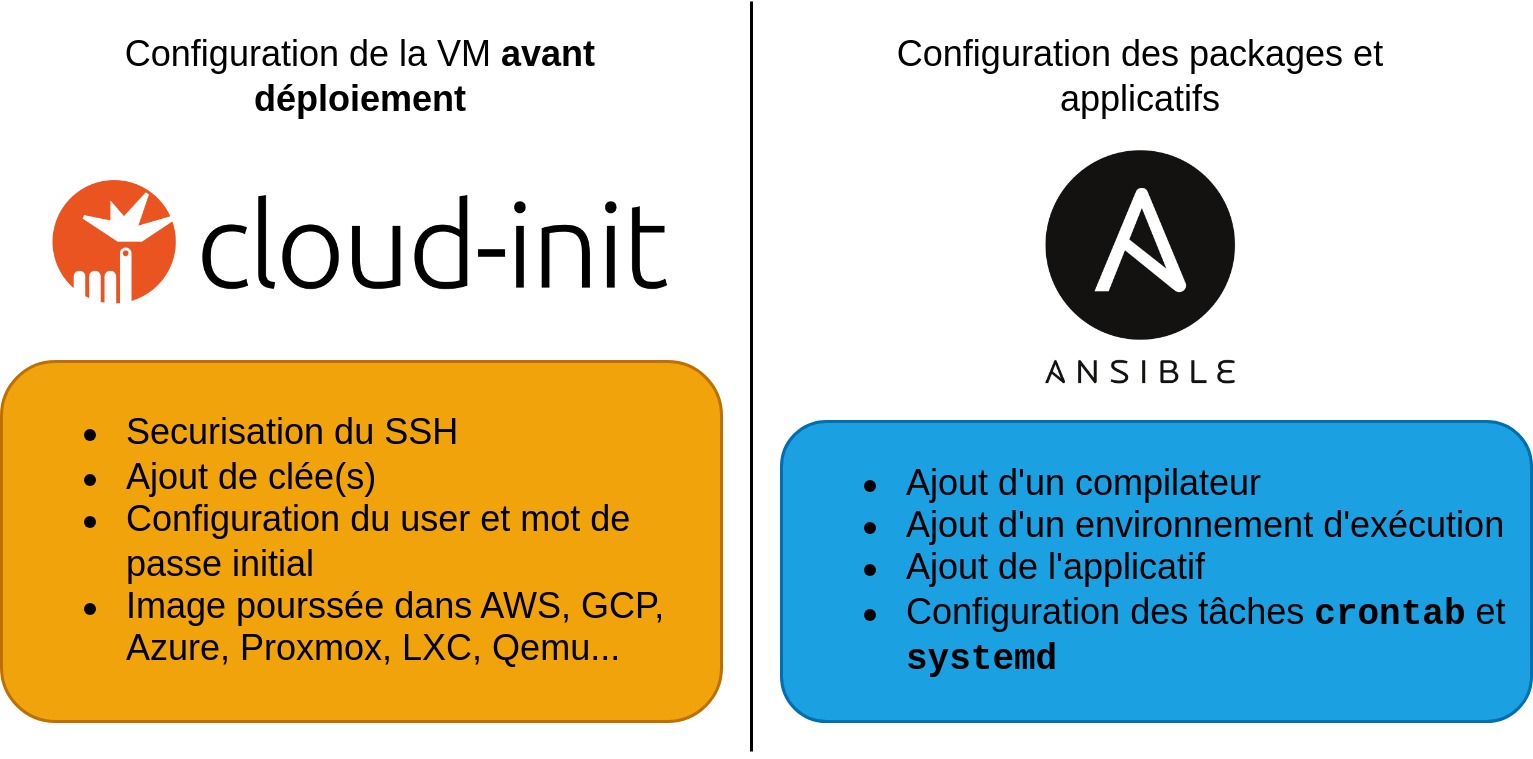 Configuration de la VM avant
déploiement
cloud-init
Securisation du SSH
Ajout de clée(s)
Configuration du user et mot de
passe initial
Image pourssée dans AWS, GCP,
Azure, Proxmox, LXC, Qemu...
Configuration des packages et
applicatifs
ANSIBLE
Ajout d'un compilateur
Ajout d'un environnement d'exécution
Ajout de l'applicatif
Configuration des tâches crontab et
systemd